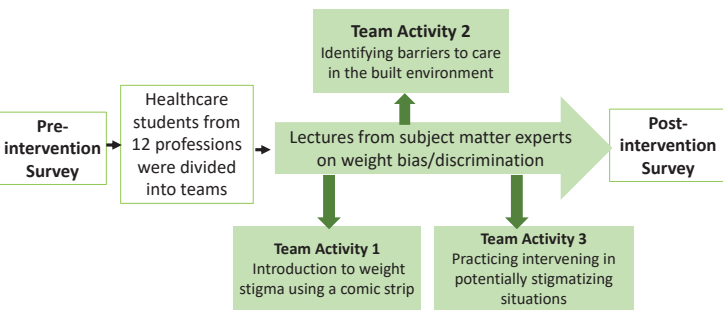 Pre-
intervention
Survey
Healthcare
students from
12 professions
were divided
into teams
Team Activity 2
Identifying barriers to care
in the built environment
Lectures from subject matter experts
on weight bias/discrimination
Team Activity 1
Introduction to weight
stigma using a comic strip
Team Activity 3
Practicing intervening in
potentially stigmatizing
situations
Post-
intervention
Survey